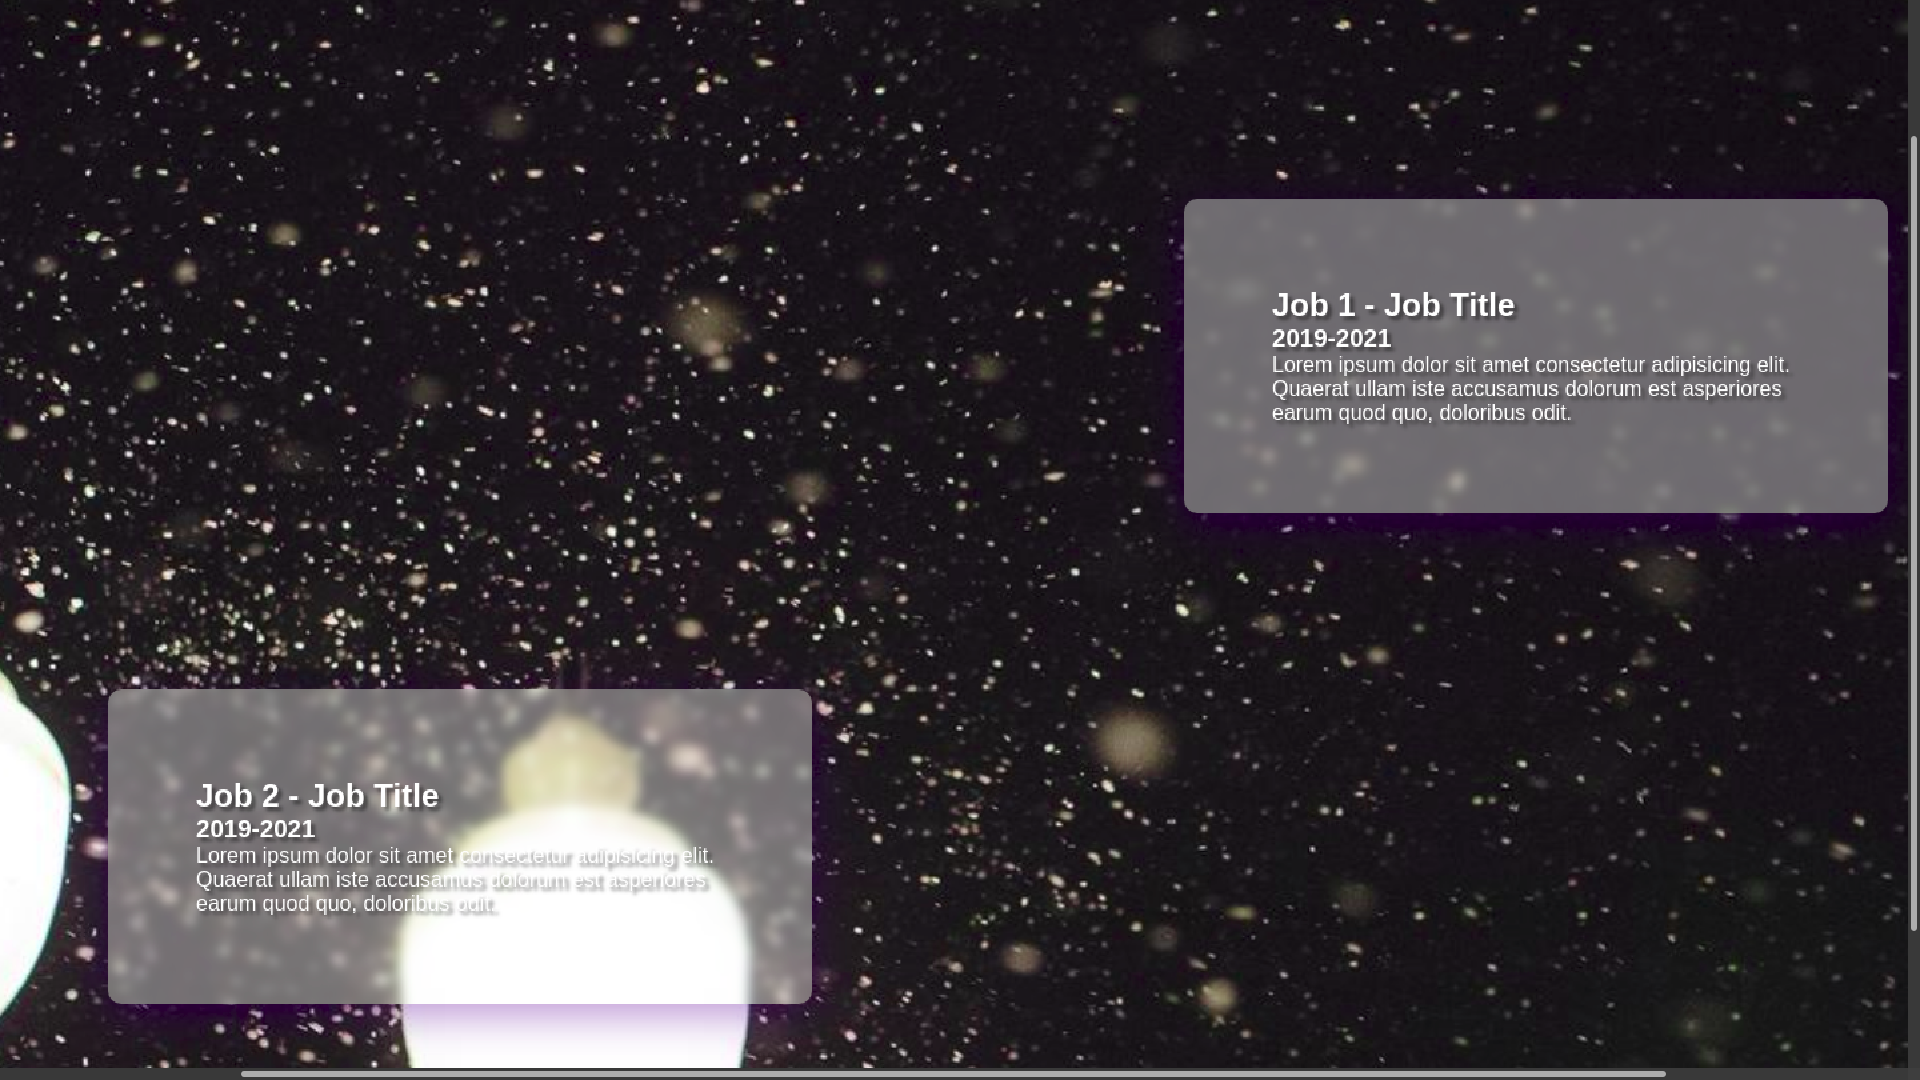 Job 1 - Job Title
2019-2021
Lorem ipsum dolor sit amet consectetur adipisicing elit.
Quaerat ullam iste accusamus dolorum est asperiores
earum quod quo, doloribus odit.
Job 2 - Job Title
2019-2021
Lorem ipsum dolor sit amet consectetur adipisicing elit.
Quaerat ullam iste accusamus dolorum est asperiores
earum quod quo, doloribus odit.